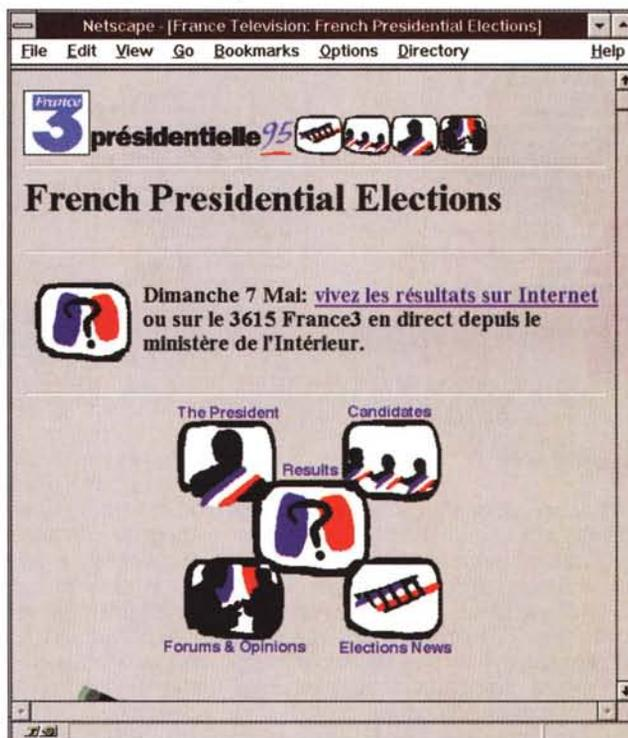 Netscape - [France Television: French Presidential Elections]
File Edit View Go Bookmarks Options Directory Help
France
3 présidentielle 95
French Presidential Elections
Dimanche 7 Mai: vivez les résultats sur Internet
ou sur le 3615 France3 en direct depuis le
ministère de l'Intérieur.
The President Candidates
Results
?
Forums & Opinions Elections News